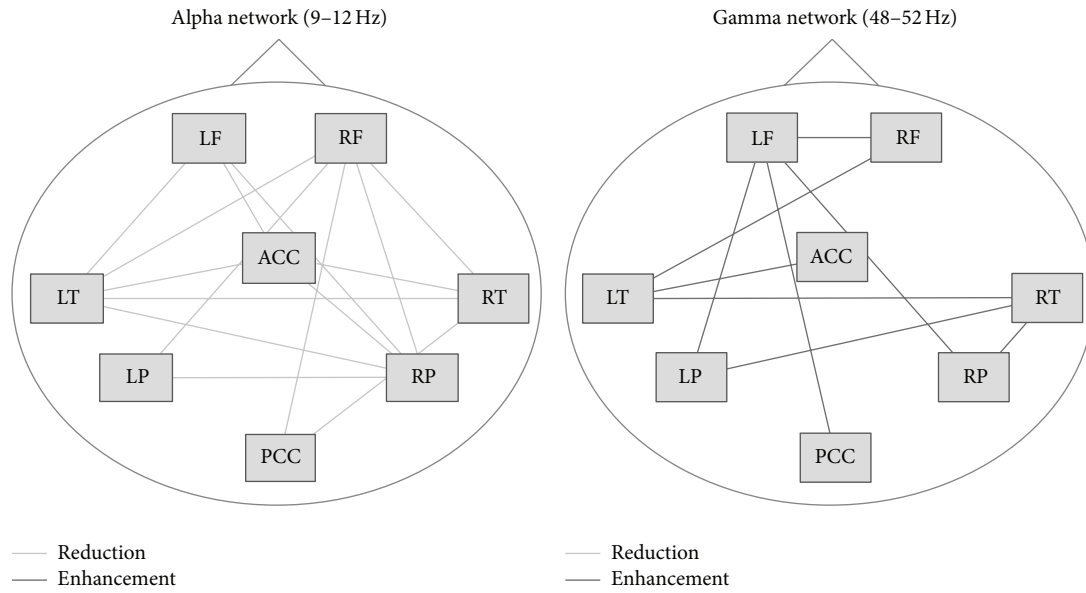 Alpha network (9–12 Hz)
LF
RF
ACC
LT
RT
LP
RP
PCC
Reduction
Enhancement
Gamma network (48–52 Hz)
LF
RF
ACC
LT
RT
LP
RP
PCC
Reduction
Enhancement